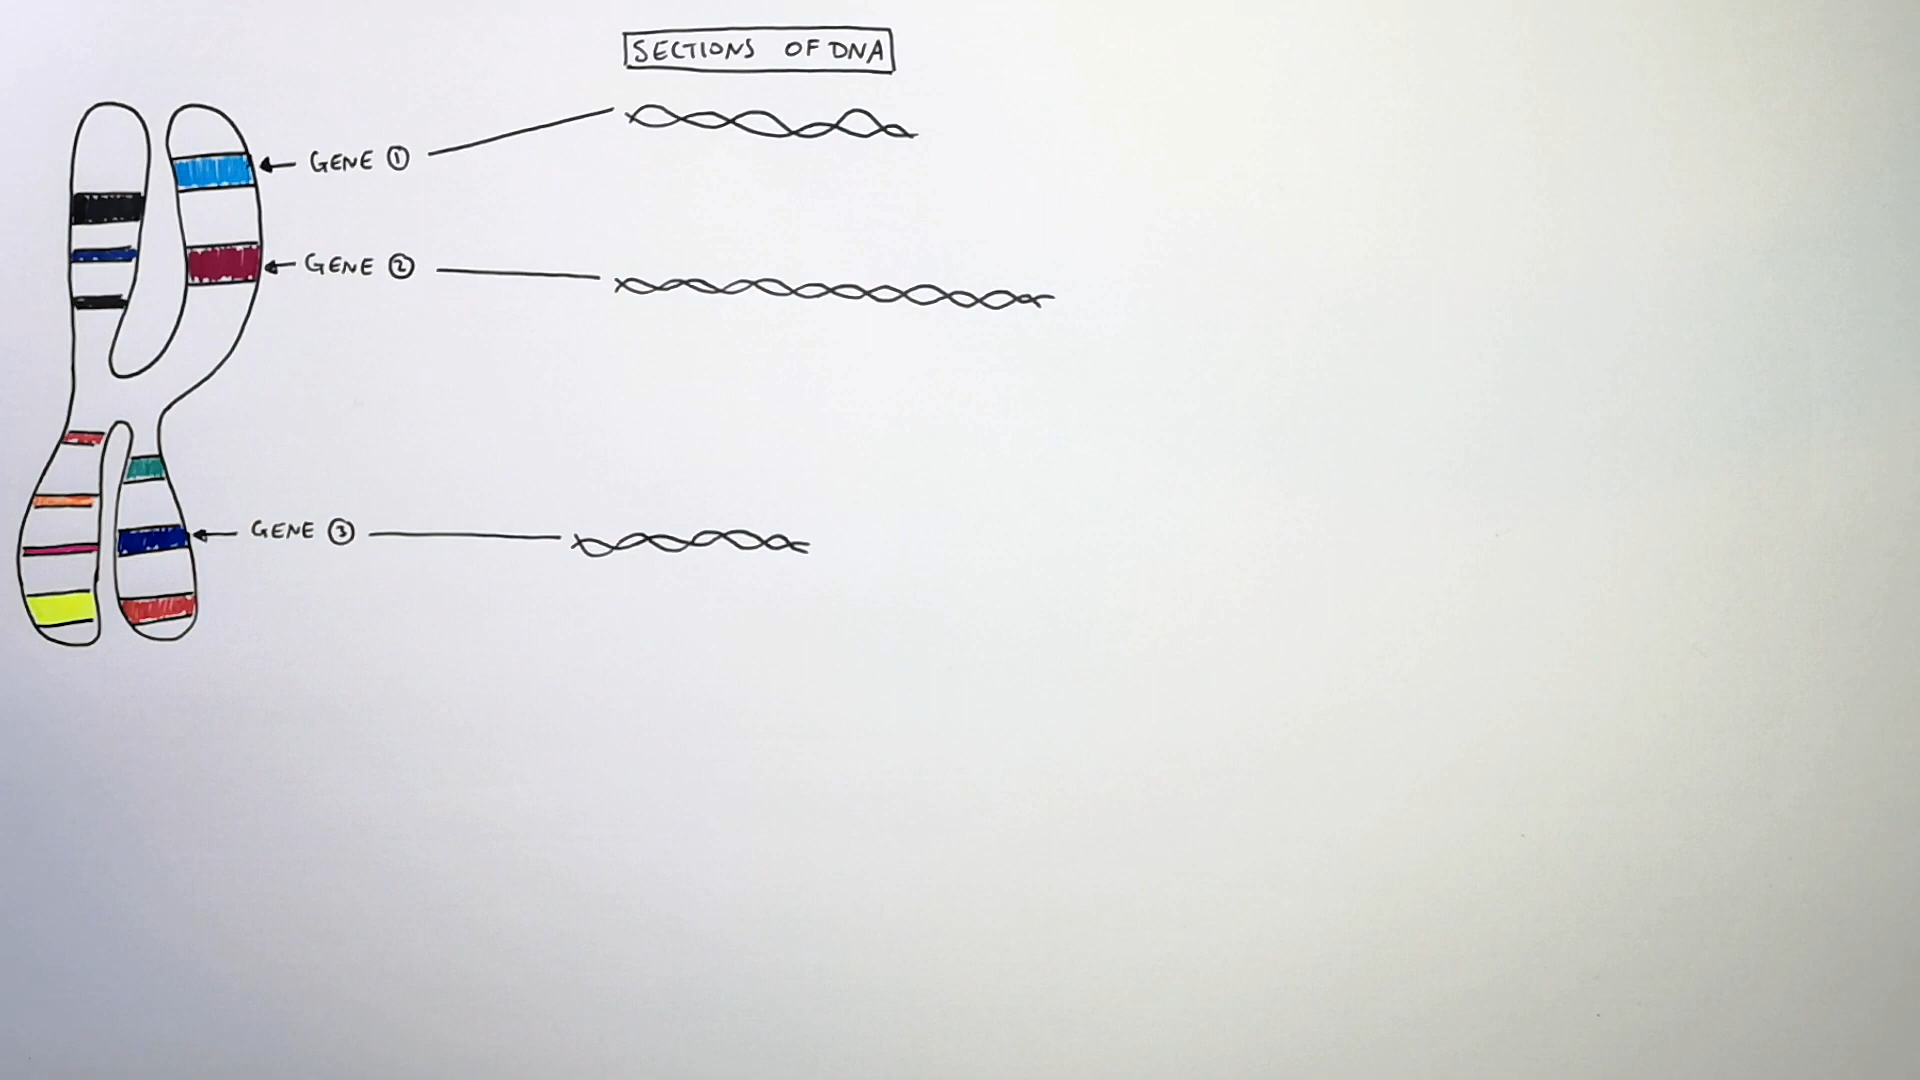 SECTIONS OF DNA
GENE ①
GENE ②
GENE ③